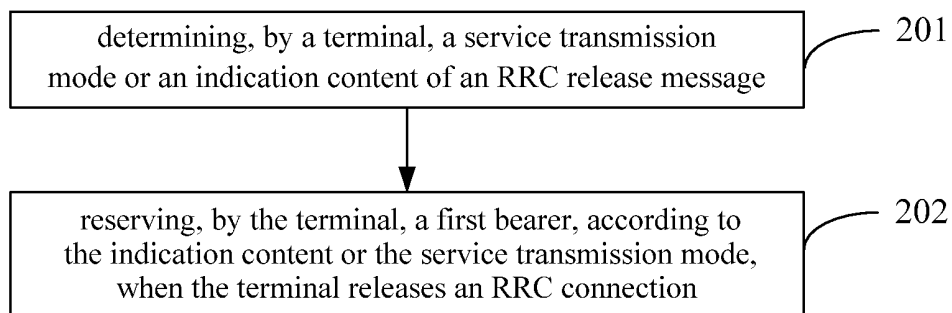 determining, by a terminal, a service transmission
mode or an indication content of an RRC release message
201
reserving, by the terminal, a first bearer, according to
the indication content or the service transmission mode,
when the terminal releases an RRC connection
202